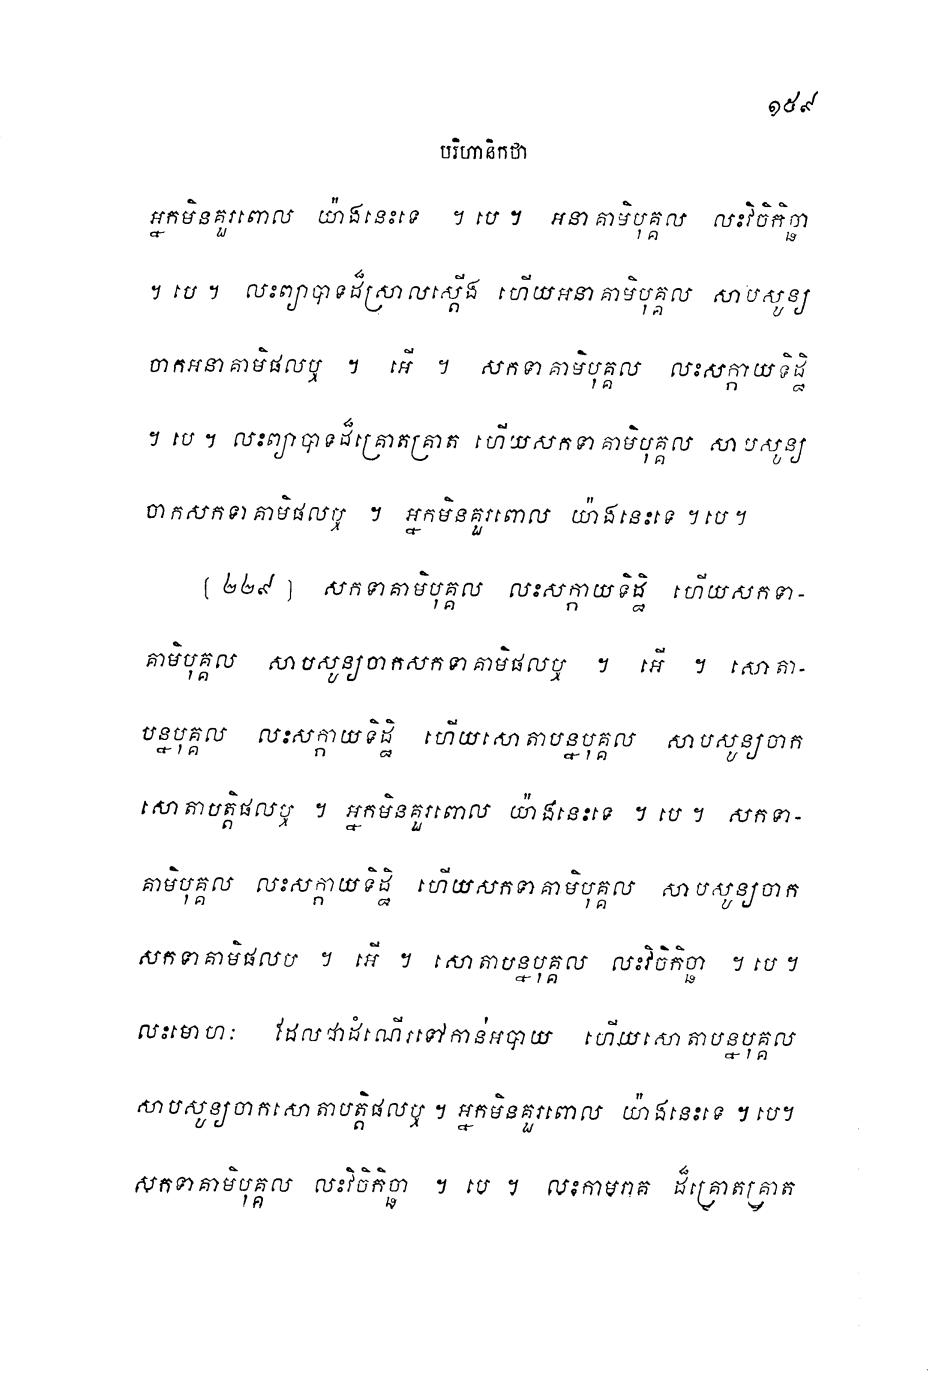 ១៥៩
បរិហានិកថា
អ្នកមិនគួរពោល យ៉ាងនេះទេ ។ បេ ។ អនាគាមិបុគ្គល លះវិចិកិច្ឆា
។ បេ ។ លះព្យាបាទដ៏ស្រាលស្តើង ហើយអនាគាមិបុគ្គល សាបសូន្យ
ចាកអនាគាមិផលឬ ។ អើ ។ សកទាគាមិបុគ្គល លះសក្កាយទិដ្ឋិ
។ បេ ។ លះព្យាបាទដ៏គ្រោតគ្រាត ហើយសកទាគាមិបុគ្គល សាបសូន្យ
ចាកសកទាគាមិផលឬ ។ អ្នកមិនគួរពោល យ៉ាងនេះទេ ។ បេ ។
[ ២២៩ ] សកទាគាមិបុគ្គល លះសក្កាយទិដ្ឋិ ហើយសកទា-
គាមិបុគ្គល សាបសូន្យចាកសកទាគាមិផលឬ ។ អើ ។ សោតា-
បន្នបុគ្គល លះសក្កាយទិដ្ឋិ ហើយសោតាបន្នបុគ្គល សាបសូន្យចាក
សោតាបត្តិផលឬ ។ អ្នកមិនគួរពោល យ៉ាងនេះទេ ។ បេ ។ សកទា-
គាមិបុគ្គល លះសក្កាយទិដ្ឋិ ហើយសកទាគាមិបុគ្គល សាបសូន្យចាក
សកទាគាមិផលឬ ។ អើ ។ សោតាបន្នបុគ្គល លះវិចិកិច្ឆា ។ បេ ។
លះមោហៈ ដែលជាដំណើរទៅកាន់អបាយ ហើយសោតាបន្នបុគ្គល
សាបសូន្យចាកសោតាបត្តិផលឬ ។ អ្នកមិនគួរពោល យ៉ាងនេះទេ ។ បេ។
សកទាគាមិបុគ្គល លះវិចិកិច្ឆា ។ បេ ។ លះកាមរាគ ដ៏គ្រោតគ្រាត